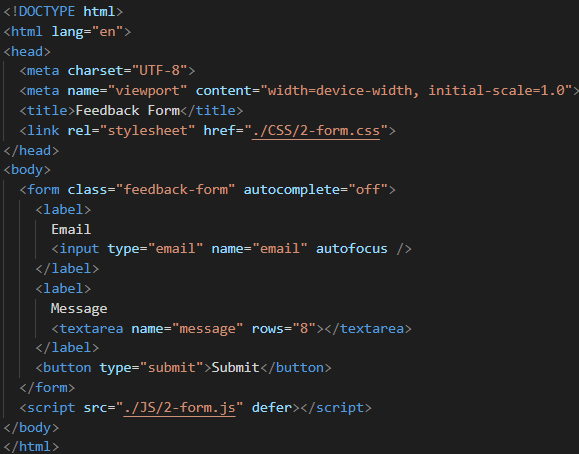 <!DOCTYPE html>
<html lang="en">
<head>
<meta charset="UTF-8">
<meta name="viewport" content="width=device-width, initial-scale=1.0">
<title>Feedback Form</title>
<link rel="stylesheet" href="./CSS/2-form.css">
</head>
<body>
<form class="feedback-form" autocomplete="off">
<label>
Email
<input type="email" name="email" autofocus />
</label>
<label>
Message
<textarea name="message" rows="8"></textarea>
</label>
<button type="submit">Submit</button>
</form>
<script src="./JS/2-form.js" defer></script>
</body>
</html>